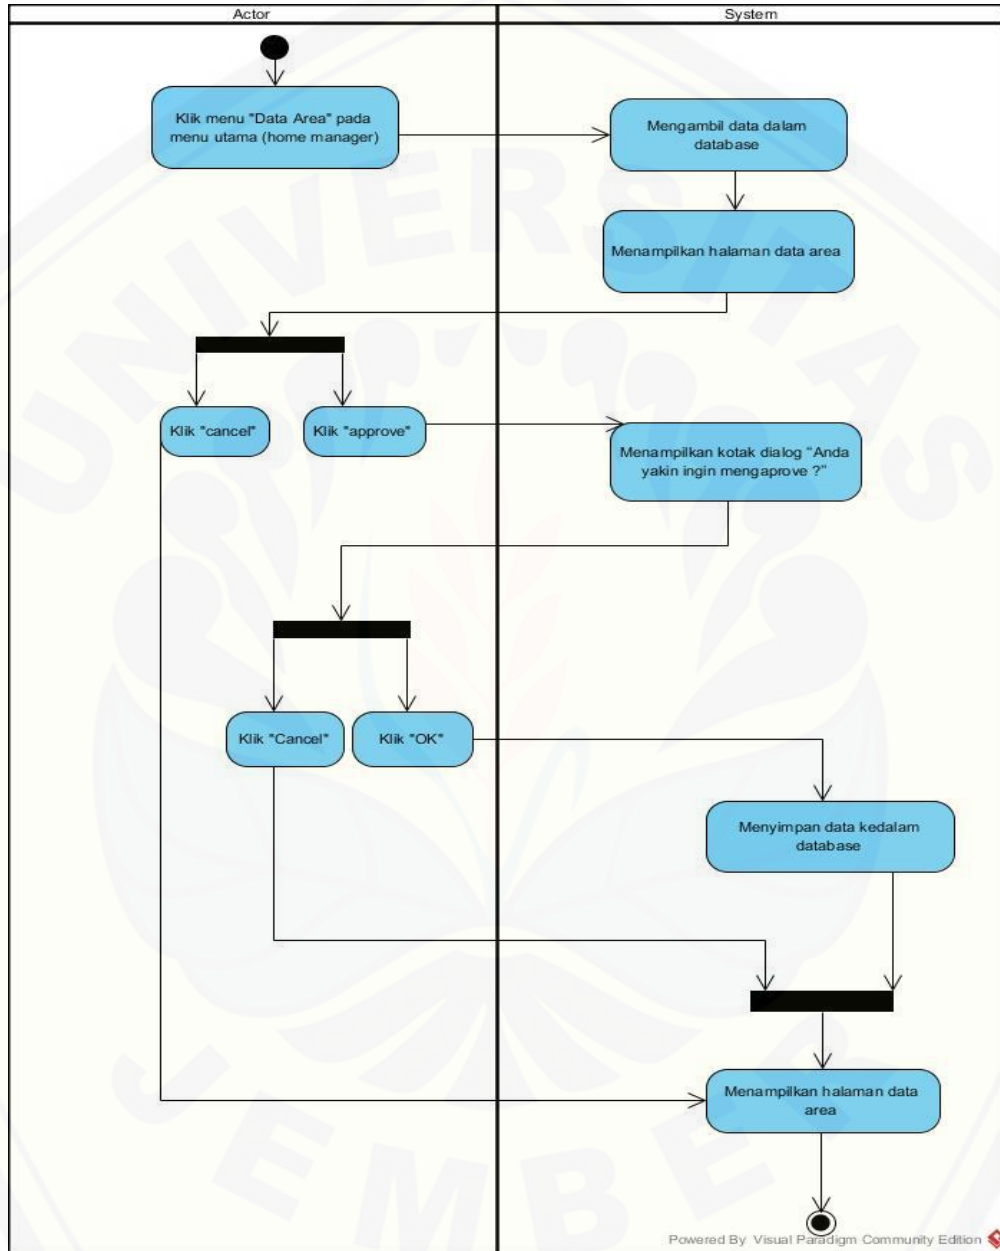 Actor
System
Klik menu "Data Area" pada
menu utama (home manager)
Mengambil data dalam
database
Menampilkan halaman data area
Klik "cancel"
Klik "approve"
Menampilkan kotak dialog "Anda
yakin ingin mengaprove ?"
Klik "Cancel"
Klik "OK"
Menyimpan data kedalam
database
Menampilkan halaman data
area
Powered By Visual Paradigm Community Edition
UNIVERSITAS
JEMBER